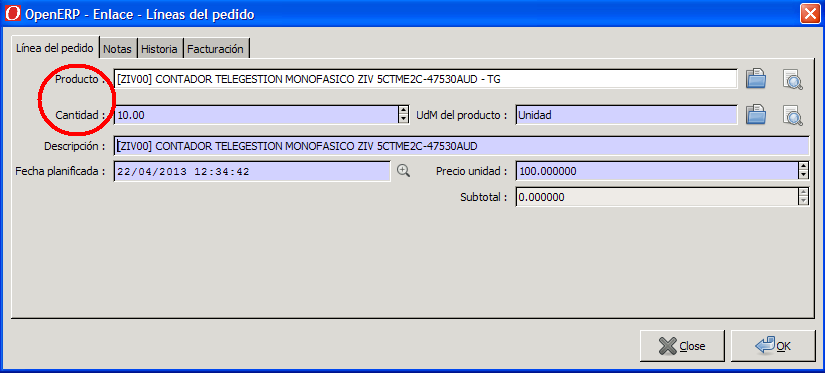 OpenERP - Enlace - Líneas del pedido
Línea del pedido Notas Historia Facturación
Producto : [ZIV00] CONTADOR TELEGESTION MONOFASICO ZIV 5CTME2C-47530AUD - TG
Cantidad : 10.00 UdM del producto : Unidad
Descripción : [ZIV00] CONTADOR TELEGESTION MONOFASICO ZIV 5CTME2C-47530AUD
Fecha planificada : 22/04/2013 12:34:42 Precio unidad : 100.000000
Subtotal : 0.000000
Close OK